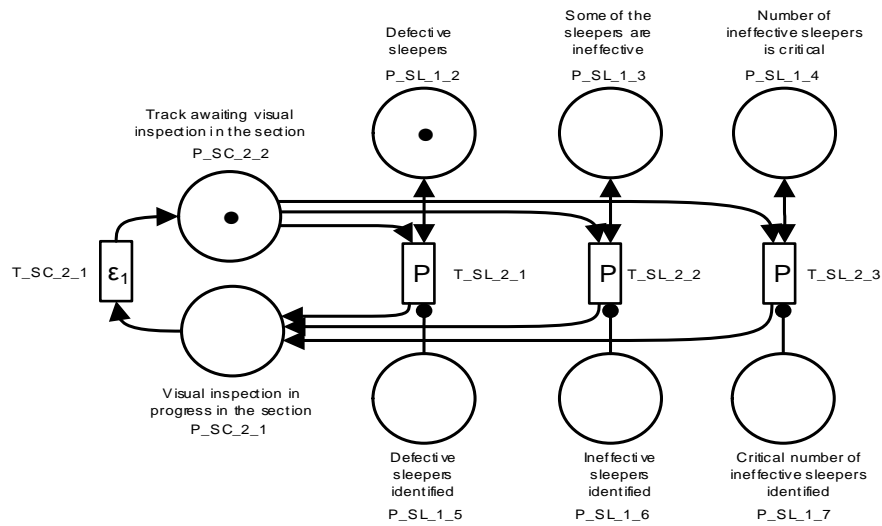 Defective
sleepers
P_SL_1_2
Some of the
sleepers are
ineffective
P_SL_1_3
Number of
ineffective sleepers
is critical
P_SL_1_4
Track awaiting visual
inspection in the section
P_SC_2_2
T_SC_2_1
ε1
P
T_SL_2_1
P
T_SL_2_2
P
T_SL_2_3
Visual inspection in
progress in the section
P_SC_2_1
Defective
sleepers
identified
P_SL_1_5
Ineffective
sleepers
identified
P_SL_1_6
Critical number of
ineffective sleepers
identified
P_SL_1_7